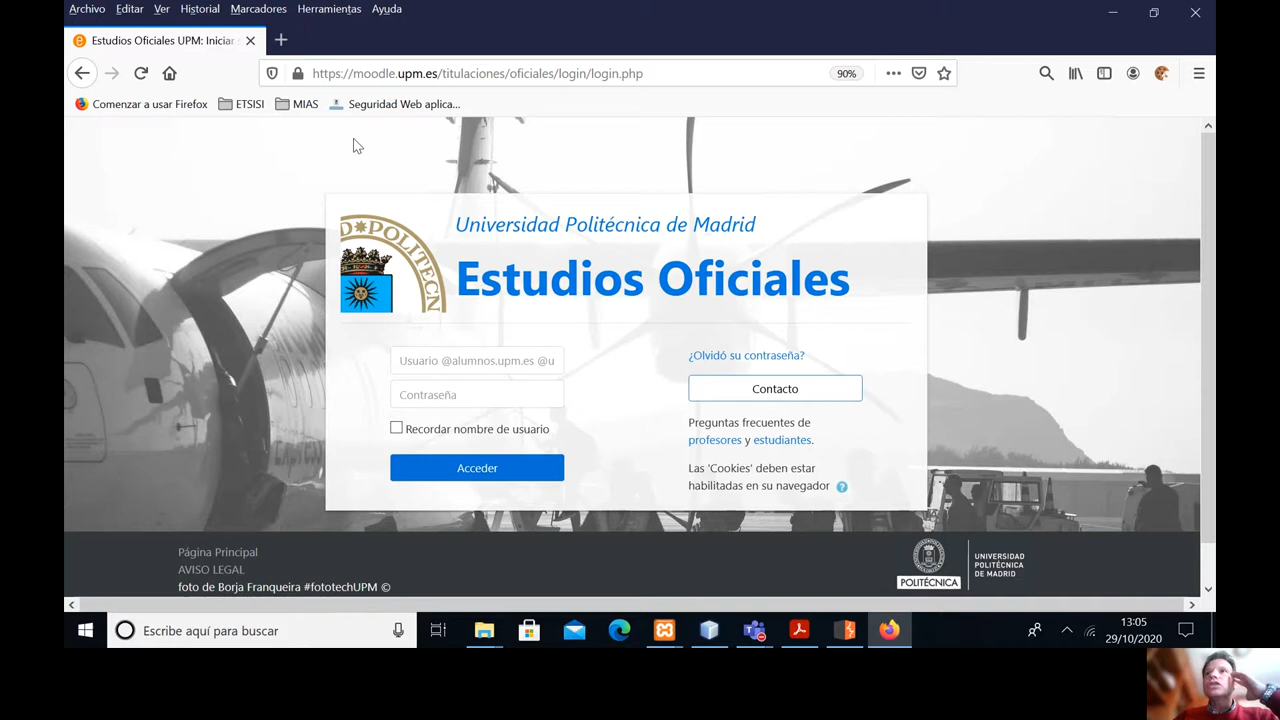 Archivo Editar Ver Historial Marcadores Herramientas Ayuda
Estudios Oficiales UPM: Iniciar
https://moodle.upm.es/titulaciones/oficiales/login/login.php
90%
Comenzar a usar Firefox ETSISI MIAS Seguridad Web aplica...
D POLITECN
Universidad Politécnica de Madrid
Estudios Oficiales
Usuario @alumnos.upm.es @u
¿Olvidó su contraseña?
Contraseña
Contacto
Recordar nombre de usuario
Preguntas frecuentes de
profesores y estudiantes.
Acceder
Las 'Cookies' deben estar
habilitadas en su navegador ?
Página Principal
AVISO LEGAL
foto de Borja Franqueira #fototechUPM ©
POLITÉCNICA
UNIVERSIDAD
POLITÉCNICA
DE MADRID
Escribe aquí para buscar
13:05
29/10/2020